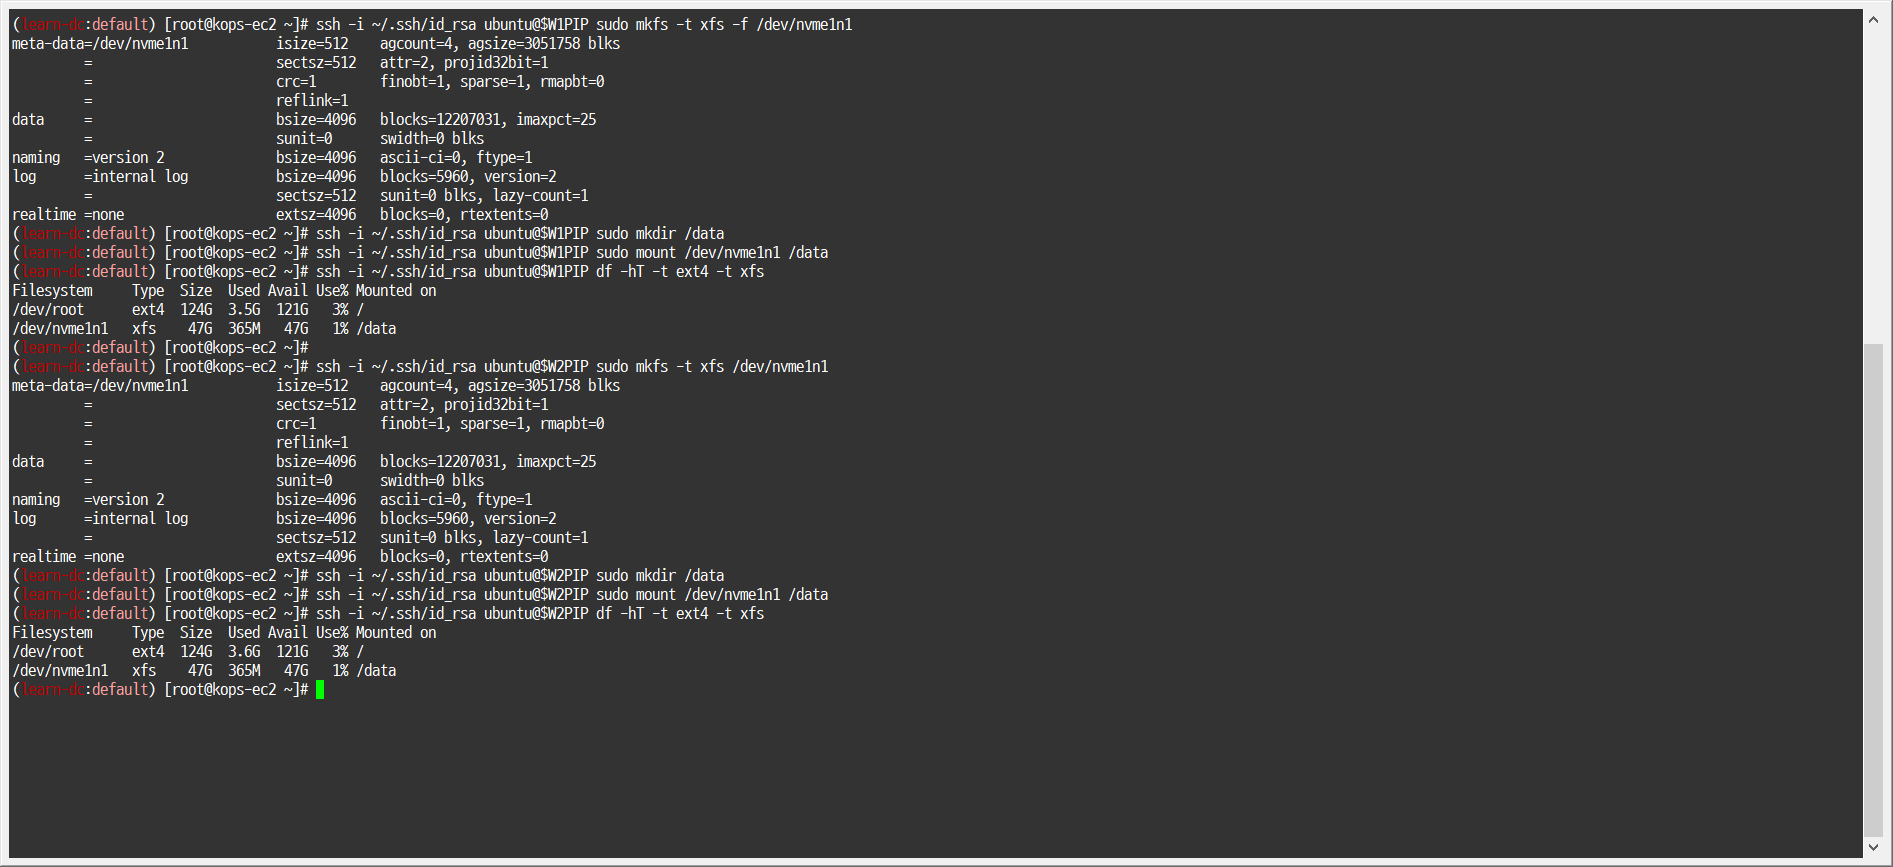 (learn-dc:default) [root@kops-ec2 ~]# ssh -i ~/.ssh/id_rsa ubuntu@$W1PIP sudo mkfs -t xfs -f /dev/nvme1n1
meta-data=/dev/nvme1n1           isize=512    agcount=4, agsize=3051758 blks
         =                       sectsz=512   attr=2, projid32bit=1
         =                       crc=1        finobt=1, sparse=1, rmapbt=0
         =                       reflink=1
data     =                       bsize=4096   blocks=12207031, imaxpct=25
         =                       sunit=0      swidth=0 blks
naming   =version 2              bsize=4096   ascii-ci=0, ftype=1
log      =internal log           bsize=4096   blocks=5960, version=2
         =                       sectsz=512   sunit=0 blks, lazy-count=1
realtime =none                   extsz=4096   blocks=0, rtextents=0
(learn-dc:default) [root@kops-ec2 ~]# ssh -i ~/.ssh/id_rsa ubuntu@$W1PIP sudo mkdir /data
(learn-dc:default) [root@kops-ec2 ~]# ssh -i ~/.ssh/id_rsa ubuntu@$W1PIP sudo mount /dev/nvme1n1 /data
(learn-dc:default) [root@kops-ec2 ~]# ssh -i ~/.ssh/id_rsa ubuntu@$W1PIP df -hT -t ext4 -t xfs
Filesystem     Type  Size  Used Avail Use% Mounted on
/dev/root      ext4  124G  3.5G  121G   3% /
/dev/nvme1n1   xfs    47G  365M   47G   1% /data
(learn-dc:default) [root@kops-ec2 ~]#
(learn-dc:default) [root@kops-ec2 ~]# ssh -i ~/.ssh/id_rsa ubuntu@$W2PIP sudo mkfs -t xfs /dev/nvme1n1
meta-data=/dev/nvme1n1           isize=512    agcount=4, agsize=3051758 blks
         =                       sectsz=512   attr=2, projid32bit=1
         =                       crc=1        finobt=1, sparse=1, rmapbt=0
         =                       reflink=1
data     =                       bsize=4096   blocks=12207031, imaxpct=25
         =                       sunit=0      swidth=0 blks
naming   =version 2              bsize=4096   ascii-ci=0, ftype=1
log      =internal log           bsize=4096   blocks=5960, version=2
         =                       sectsz=512   sunit=0 blks, lazy-count=1
realtime =none                   extsz=4096   blocks=0, rtextents=0
(learn-dc:default) [root@kops-ec2 ~]# ssh -i ~/.ssh/id_rsa ubuntu@$W2PIP sudo mkdir /data
(learn-dc:default) [root@kops-ec2 ~]# ssh -i ~/.ssh/id_rsa ubuntu@$W2PIP sudo mount /dev/nvme1n1 /data
(learn-dc:default) [root@kops-ec2 ~]# ssh -i ~/.ssh/id_rsa ubuntu@$W2PIP df -hT -t ext4 -t xfs
Filesystem     Type  Size  Used Avail Use% Mounted on
/dev/root      ext4  124G  3.6G  121G   3% /
/dev/nvme1n1   xfs    47G  365M   47G   1% /data
(learn-dc:default) [root@kops-ec2 ~]#